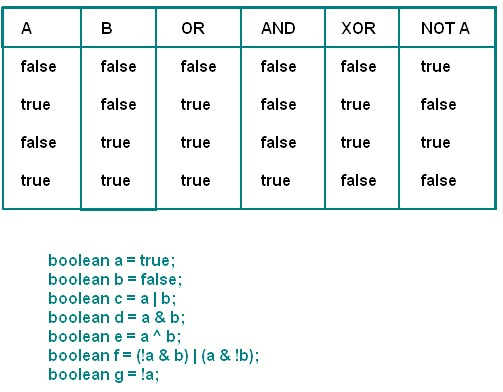 A B OR AND XOR NOT A
false false false false false true
true false true false true false
false true true false true true
true true true true false false
boolean a = true;
boolean b = false;
boolean c = a | b;
boolean d = a & b;
boolean e = a ^ b;
boolean f = (!a & b) | (a & !b);
boolean g = !a;